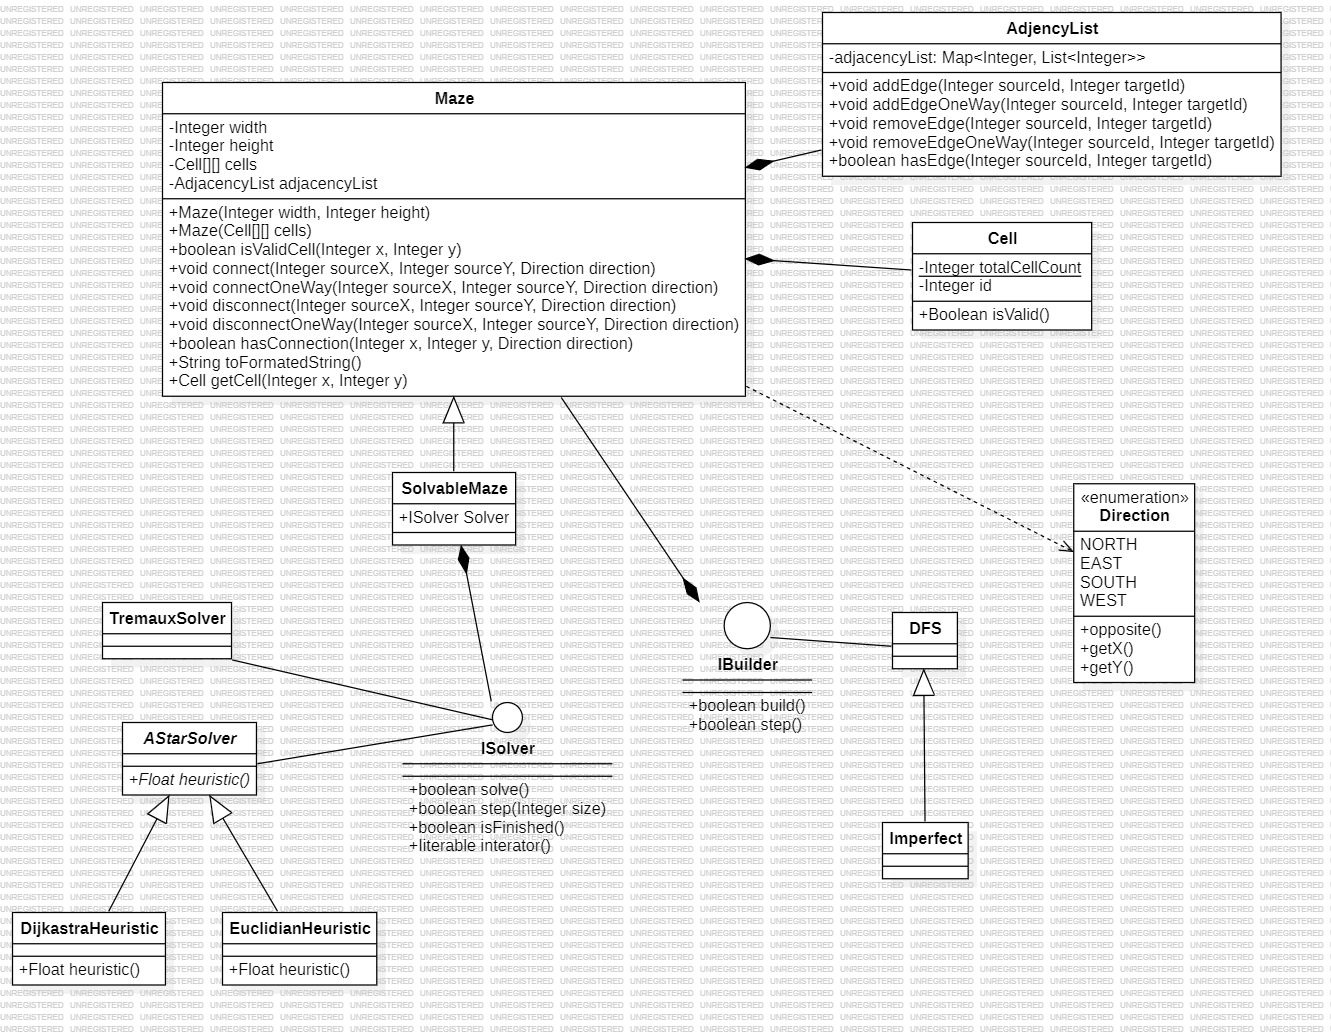 AdjencyList
-adjacencyList: Map<Integer, List<Integer>>
+void addEdge(Integer sourceId, Integer targetId)
+void addEdgeOneWay(Integer sourceId, Integer targetId)
+void removeEdge(Integer sourceId, Integer targetId)
+void removeEdgeOneWay(Integer sourceId, Integer targetId)
+boolean hasEdge(Integer sourceId, Integer targetId)
Maze
-Integer width
-Integer height
-Cell[][] cells
-AdjacencyList adjacencyList
+Maze(Integer width, Integer height)
+Maze(Cell[][] cells)
+boolean isValidCell(Integer x, Integer y)
+void connect(Integer sourceX, Integer sourceY, Direction direction)
+void connectOneWay(Integer sourceX, Integer sourceY, Direction direction)
+void disconnect(Integer sourceX, Integer sourceY, Direction direction)
+void disconnectOneWay(Integer sourceX, Integer sourceY, Direction direction)
+boolean hasConnection(Integer x, Integer y, Direction direction)
+String toFormatedString()
+Cell getCell(Integer x, Integer y)
Cell
-Integer totalCellCount
-Integer id
+Boolean isValid()
SolvableMaze
+ISolver Solver
«enumeration»
Direction
NORTH
EAST
SOUTH
WEST
+opposite()
+getX()
+getY()
TremauxSolver
IBuilder
+boolean build()
+boolean step()
DFS
AStarSolver
+Float heuristic()
ISolver
+boolean solve()
+boolean step(Integer size)
+boolean isFinished()
+Iiterable interator()
Imperfect
DijkastraHeuristic
+Float heuristic()
EuclidianHeuristic
+Float heuristic()
UNREGISTERED